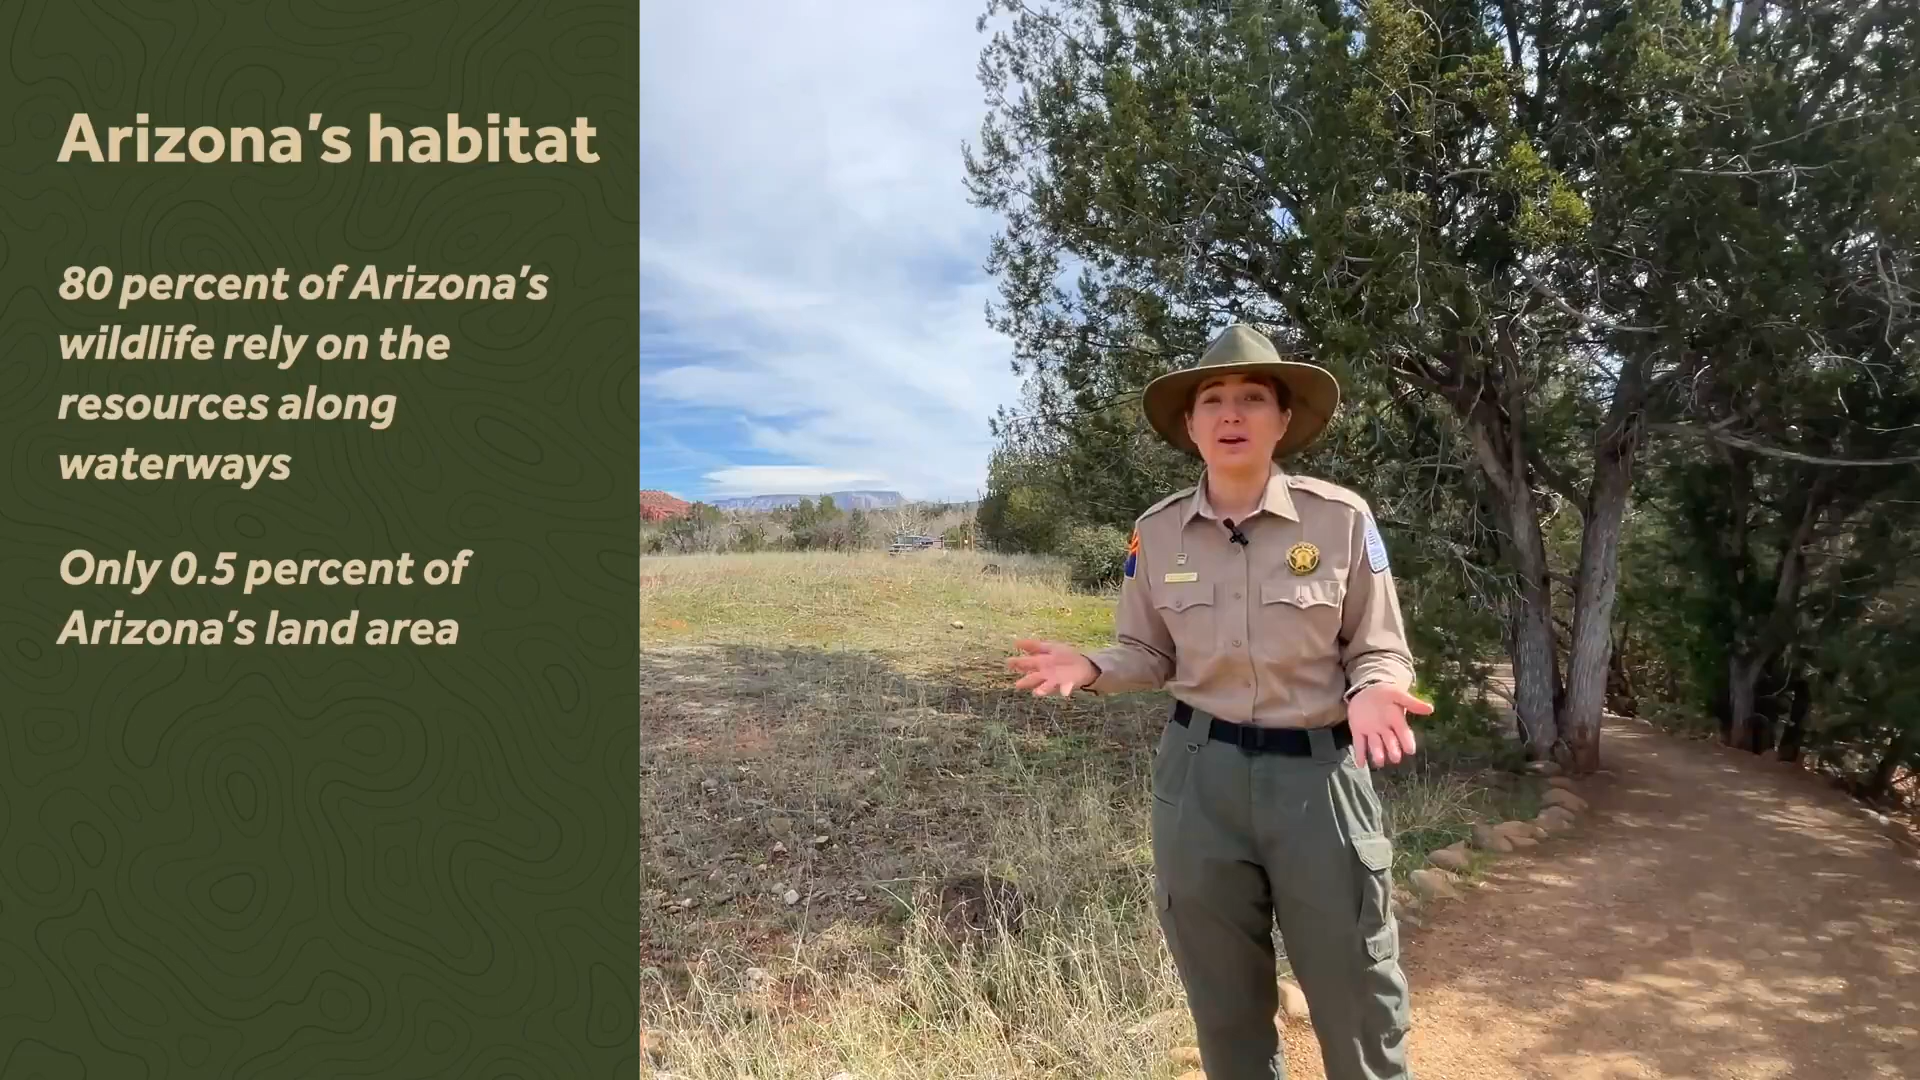 Arizona's habitat
80 percent of Arizona's
wildlife rely on the
resources along
waterways
Only 0.5 percent of
Arizona's land area